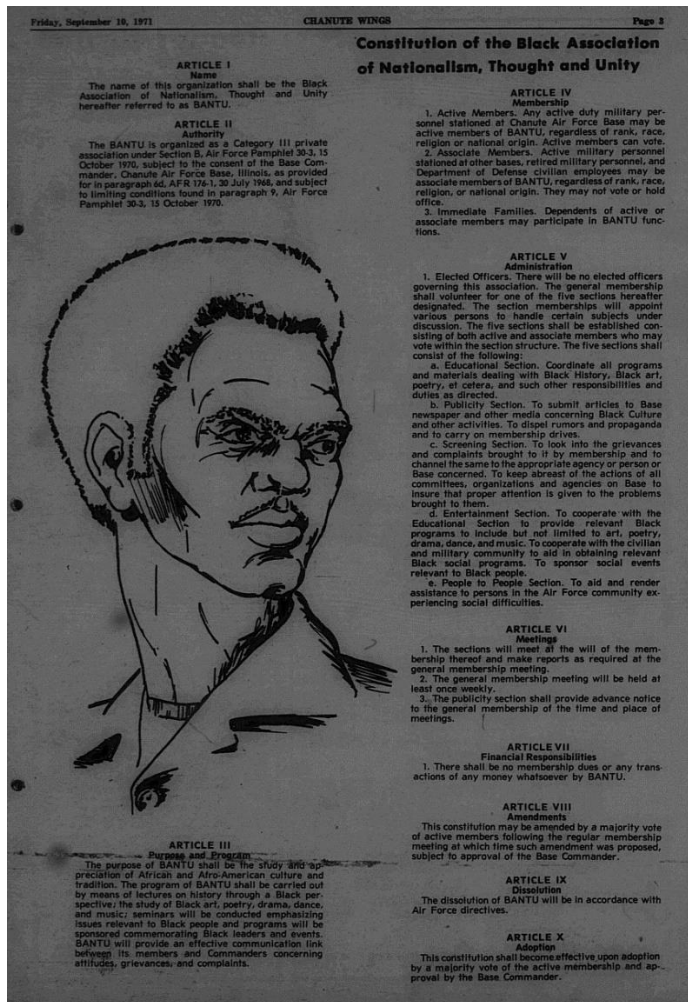 Friday, September 10, 1971
CHANUTE WINGS
Page 3
Constitution of the Black Association
of Nationalism, Thought and Unity
ARTICLE I
Name
The name of this organization shall be the Black
Association of Nationalism, Thought and Unity
hereafter referred to as BANTU.
ARTICLE II
Authority
The BANTU is organized as a Category III private
association under Section B, Air Force Pamphlet 30-3, 15
October 1970, subject to the consent of the Base Com-
mander, Chanute Air Force Base, Illinois, as provided
for in paragraph 6d, AFR 176-1, 30 July 1968, and subject
to limiting conditions found in paragraph 9, Air Force
Pamphlet 30-3, 15 October 1970.
ARTICLE III
Purpose and Program
The purpose of BANTU shall be the study and ap-
preciation of African and Afro-American culture and
tradition. The program of BANTU shall be carried out
by means of lectures on history through a Black per-
spective; the study of Black art, poetry, drama, dance,
and music; seminars will be conducted emphasizing
issues relevant to Black people and programs will be
sponsored commemorating Black leaders and events.
BANTU will provide an effective communication link
between its members and Commanders concerning
attitudes, grievances, and complaints.
ARTICLE IV
Membership
1. Active Members. Any active duty military per-
sonnel stationed at Chanute Air Force Base may be
active members of BANTU, regardless of rank, race,
religion or national origin. Active members can vote.
2. Associate Members. Active military personnel
stationed at other bases, retired military personnel, and
Department of Defense civilian employees may be
associate members of BANTU, regardless of rank, race,
religion, or national origin. They may not vote or hold
office.
3. Immediate Families. Dependents of active or
associate members may participate in BANTU func-
tions.
ARTICLE V
Administration
1. Elected Officers. There will be no elected officers
governing this association. The general membership
shall volunteer for one of the five sections hereafter
designated. The section memberships will appoint
various persons to handle certain subjects under
discussion. The five sections shall be established con-
sisting of both active and associate members who may
vote within the section structure. The five sections shall
consist of the following:
a. Educational Section. Coordinate all programs
and materials dealing with Black History, Black art,
poetry, et cetera, and such other responsibilities and
duties as directed.
b. Publicity Section. To submit articles to Base
newspaper and other media concerning Black Culture
and other activities. To dispel rumors and propaganda
and to carry on membership drives.
c. Screening Section. To look into the grievances
and complaints brought to it by membership and to
channel the same to the appropriate agency or person or
Base concerned. To keep abreast of the actions of all
committees, organizations and agencies on Base to
insure that proper attention is given to the problems
brought to them.
d. Entertainment Section. To cooperate with the
Educational Section to provide relevant Black
programs to include but not limited to art, poetry,
drama, dance, and music. To cooperate with the civilian
and military community to aid in obtaining relevant
Black social programs. To sponsor social events
relevant to Black people.
e. People to People Section. To aid and render
assistance to persons in the Air Force community ex-
periencing social difficulties.
ARTICLE VI
Meetings
1. The sections will meet at the will of the mem-
bership thereof and make reports as required at the
general membership meeting.
2. The general membership meeting will be held at
least once weekly.
3. The publicity section shall provide advance notice
to the general membership of the time and place of
meetings.
ARTICLE VII
Financial Responsibilities
1. There shall be no membership dues or any trans-
actions of any money whatsoever by BANTU.
ARTICLE VIII
Amendments
This constitution may be amended by a majority vote
of active members following the regular membership
meeting at which time such amendment was proposed,
subject to approval of the Base Commander.
ARTICLE IX
Dissolution
The dissolution of BANTU will be in accordance with
Air Force directives.
ARTICLE X
Adoption
This constitution shall become effective upon adoption
by a majority vote of the active membership and ap-
proval by the Base Commander.